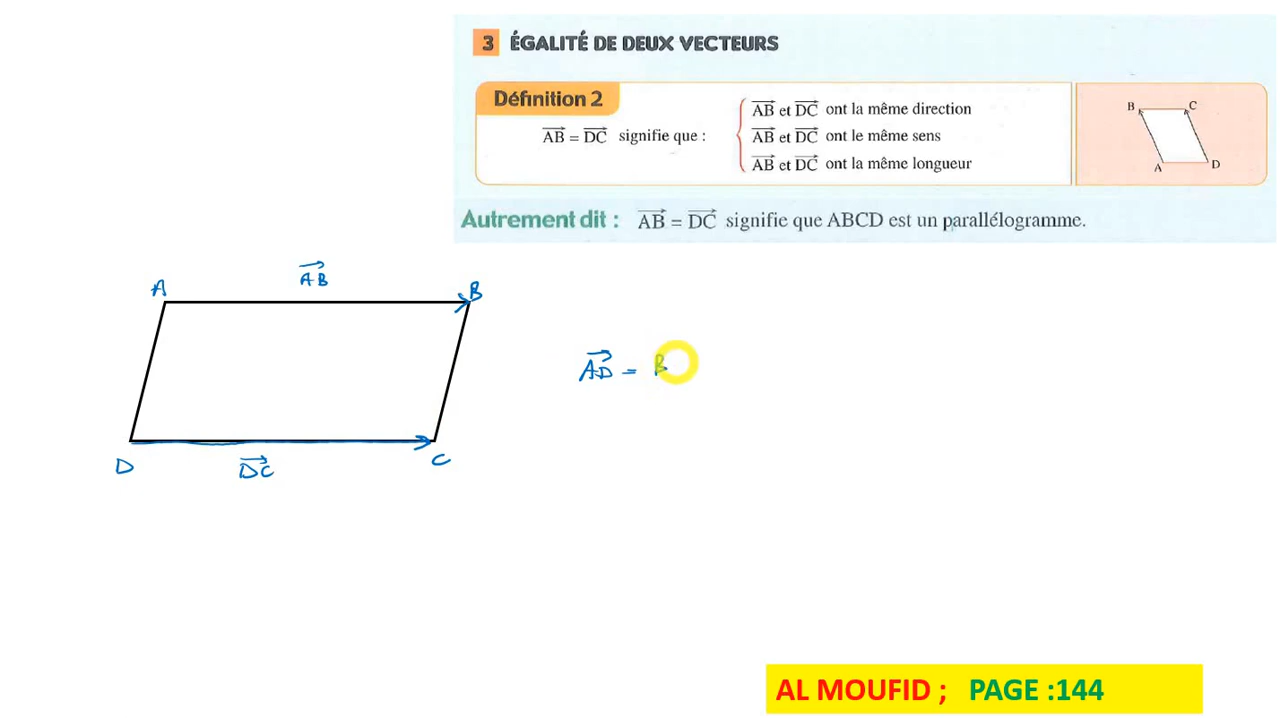 3 ÉGALITÉ DE DEUX VECTEURS
Définition 2
AB = DC signifie que :
AB et DC ont la même direction
AB et DC ont le même sens
AB et DC ont la même longueur
B C
A D
Autrement dit : AB = DC signifie que ABCD est un parallélogramme.
AB
A B
AD = B
D C
DC
AL MOUFID ; PAGE :144